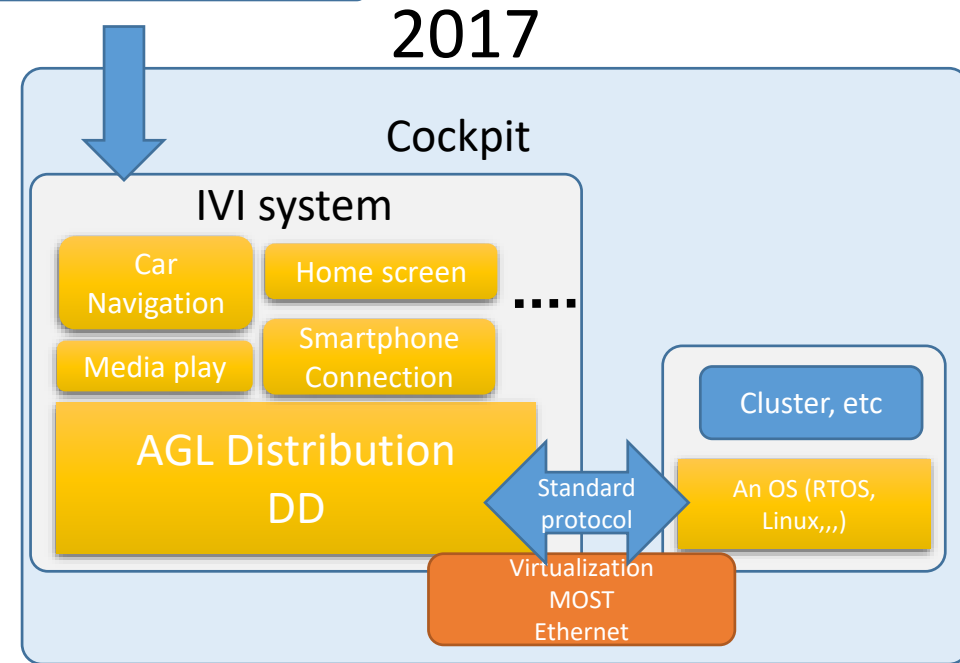 2017
Cockpit
IVI system
Car
Navigation
Home screen
....
Media play
Smartphone
Connection
AGL Distribution
DD
Standard
protocol
Cluster, etc
An OS (RTOS,
Linux,,,)
Virtualization
MOST
Ethernet